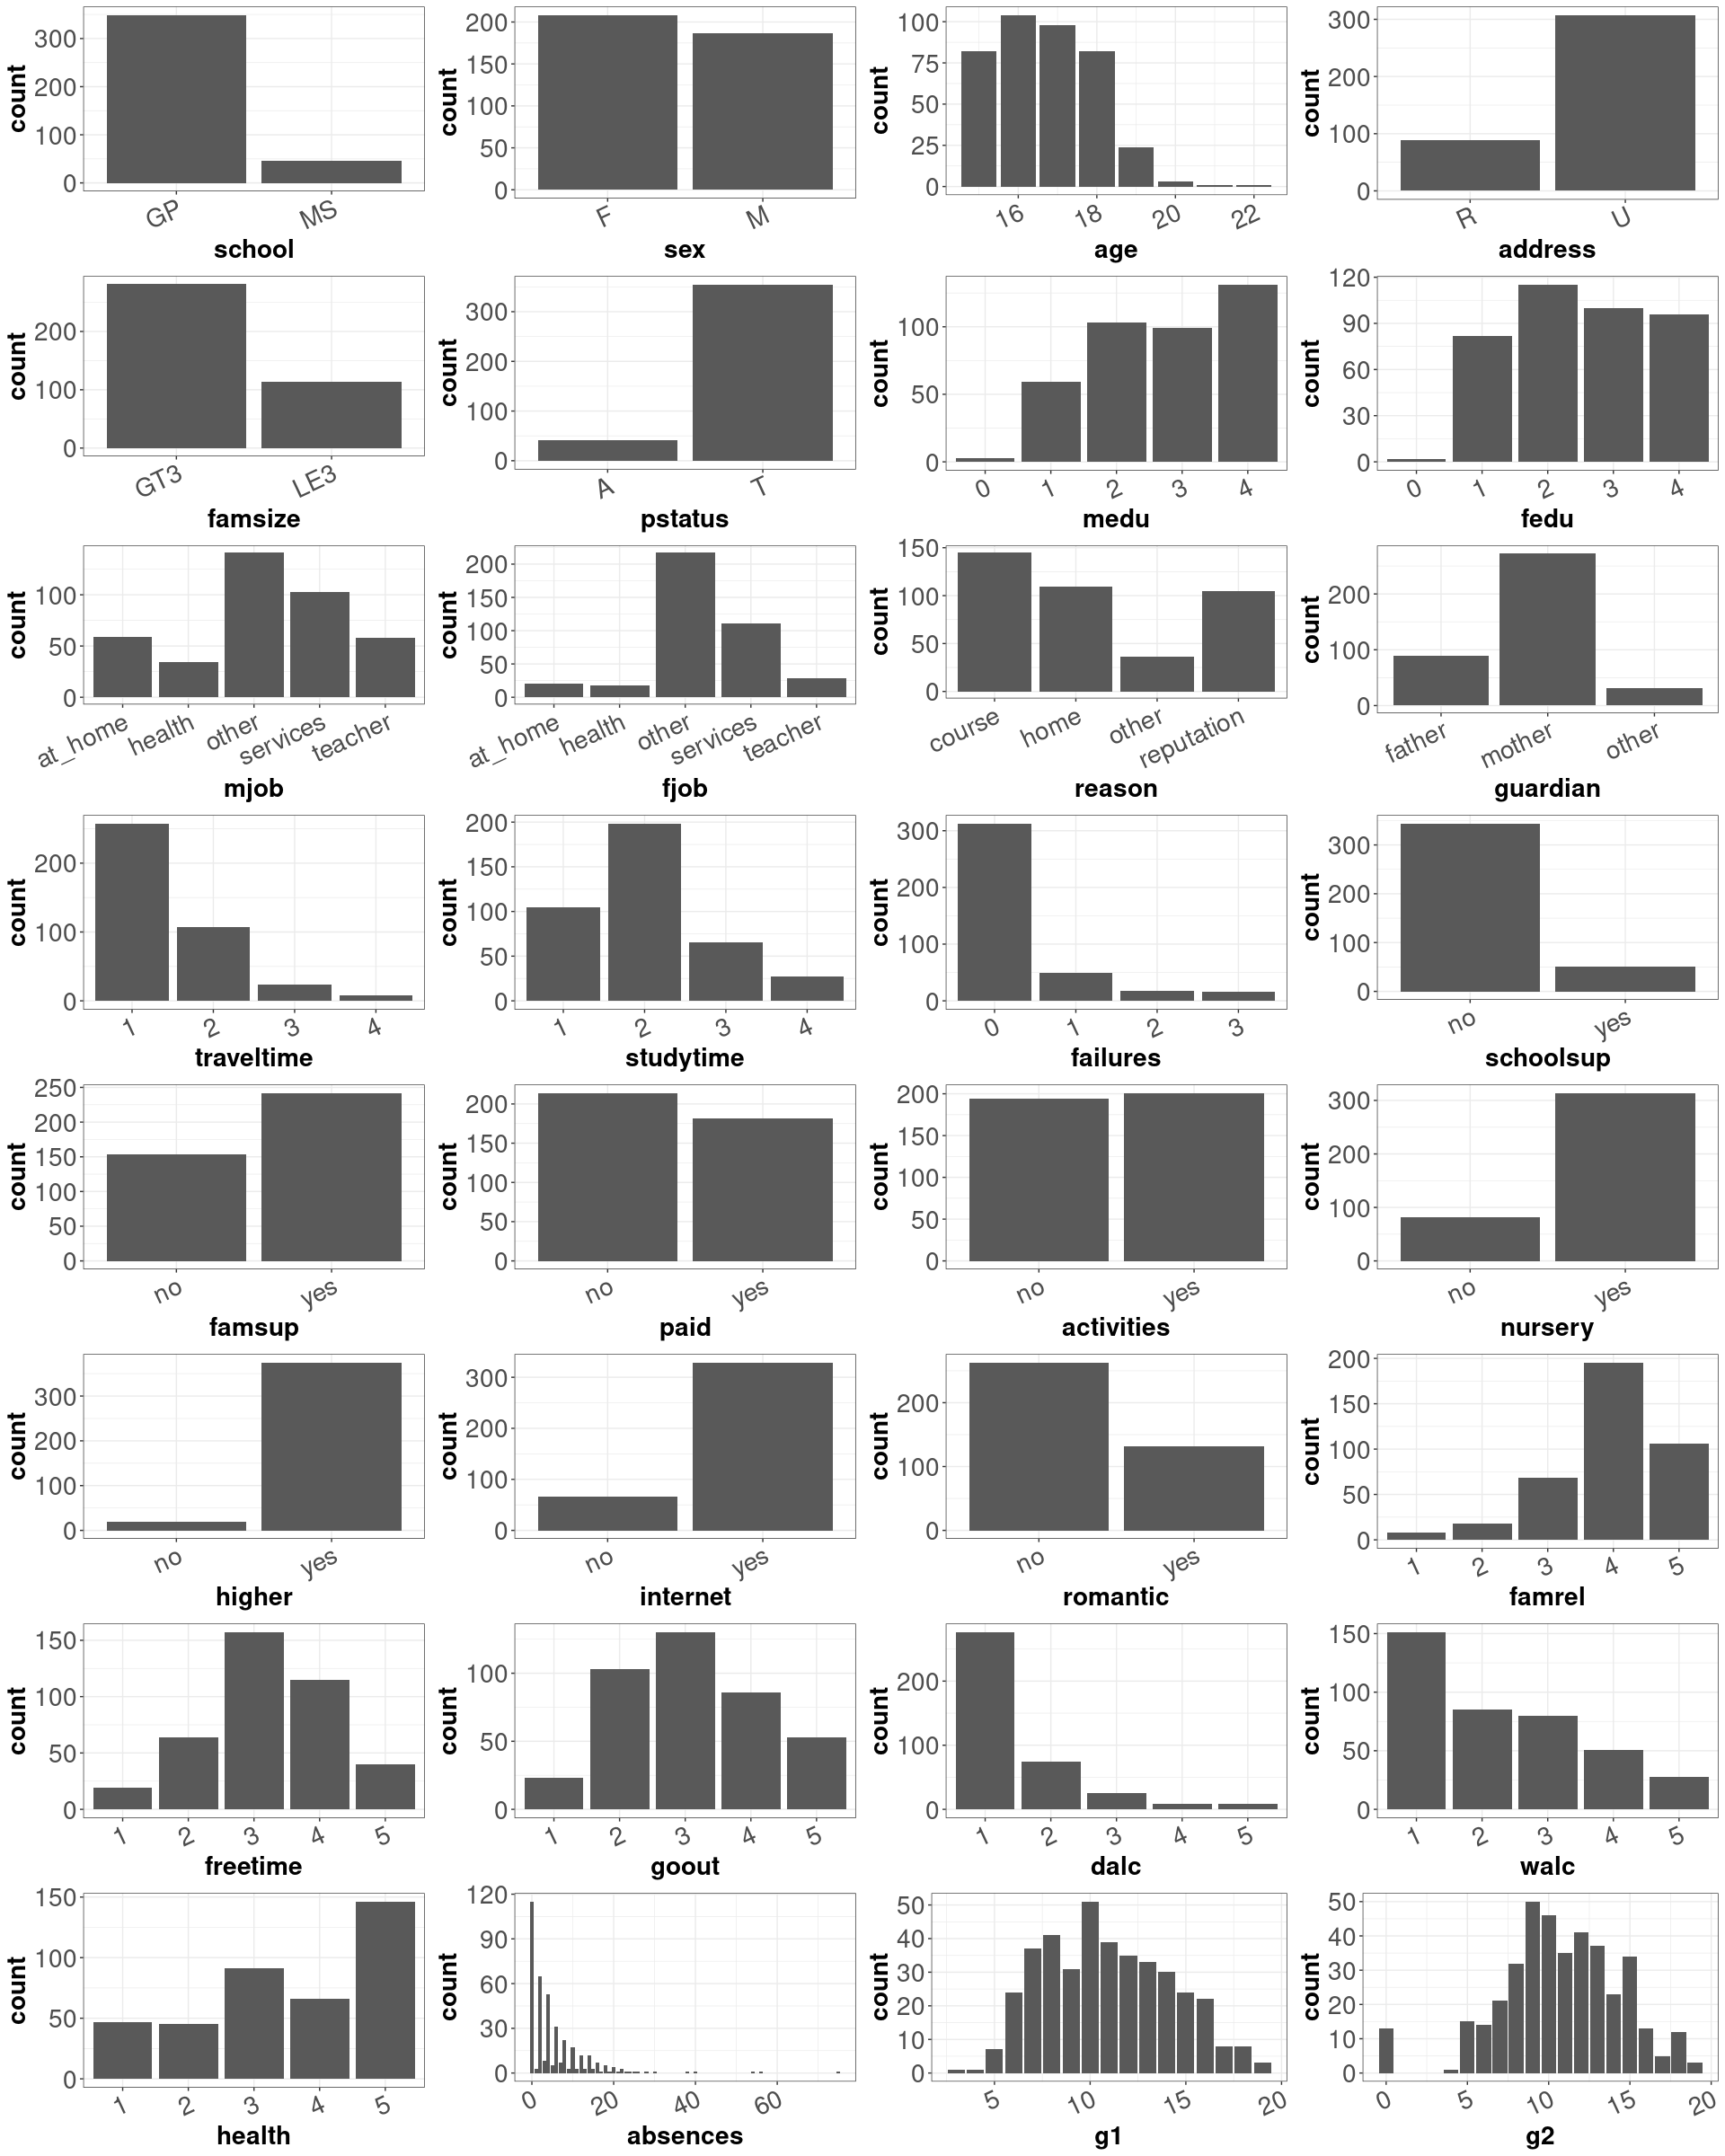 count 300 200 100 0 GP MS school
count 200 150 100 50 0 F M sex
count 100 75 50 25 0 16 18 20 22 age
count 300 200 100 0 R U address
count 200 100 0 GT3 LE3 famsize
count 300 200 100 0 A T pstatus
count 100 50 0 0 1 2 3 4 medu
count 120 90 60 30 0 0 1 2 3 4 fedu
count 100 50 0 at_home health other services teacher mjob
count 200 150 100 50 0 at_home health other services teacher fjob
count 150 100 50 0 course home other reputation reason
count 200 100 0 father mother other guardian
count 200 100 0 1 2 3 4 traveltime
count 200 150 100 50 0 1 2 3 4 studytime
count 300 200 100 0 0 1 2 3 failures
count 300 200 100 0 no yes schoolsup
count 250 200 150 100 50 0 no yes famsup
count 200 150 100 50 0 no yes paid
count 200 150 100 50 0 no yes activities
count 300 200 100 0 no yes nursery
count 300 200 100 0 no yes higher
count 300 200 100 0 no yes internet
count 200 100 0 no yes romantic
count 200 150 100 50 0 1 2 3 4 5 famrel
count 150 100 50 0 1 2 3 4 5 freetime
count 100 50 0 1 2 3 4 5 goout
count 200 100 0 1 2 3 4 5 dalc
count 150 100 50 0 1 2 3 4 5 walc
count 150 100 50 0 1 2 3 4 5 health
count 120 90 60 30 0 0 20 40 60 absences
count 50 40 30 20 10 0 5 10 15 20 g1
count 50 40 30 20 10 0 0 5 10 15 20 g2